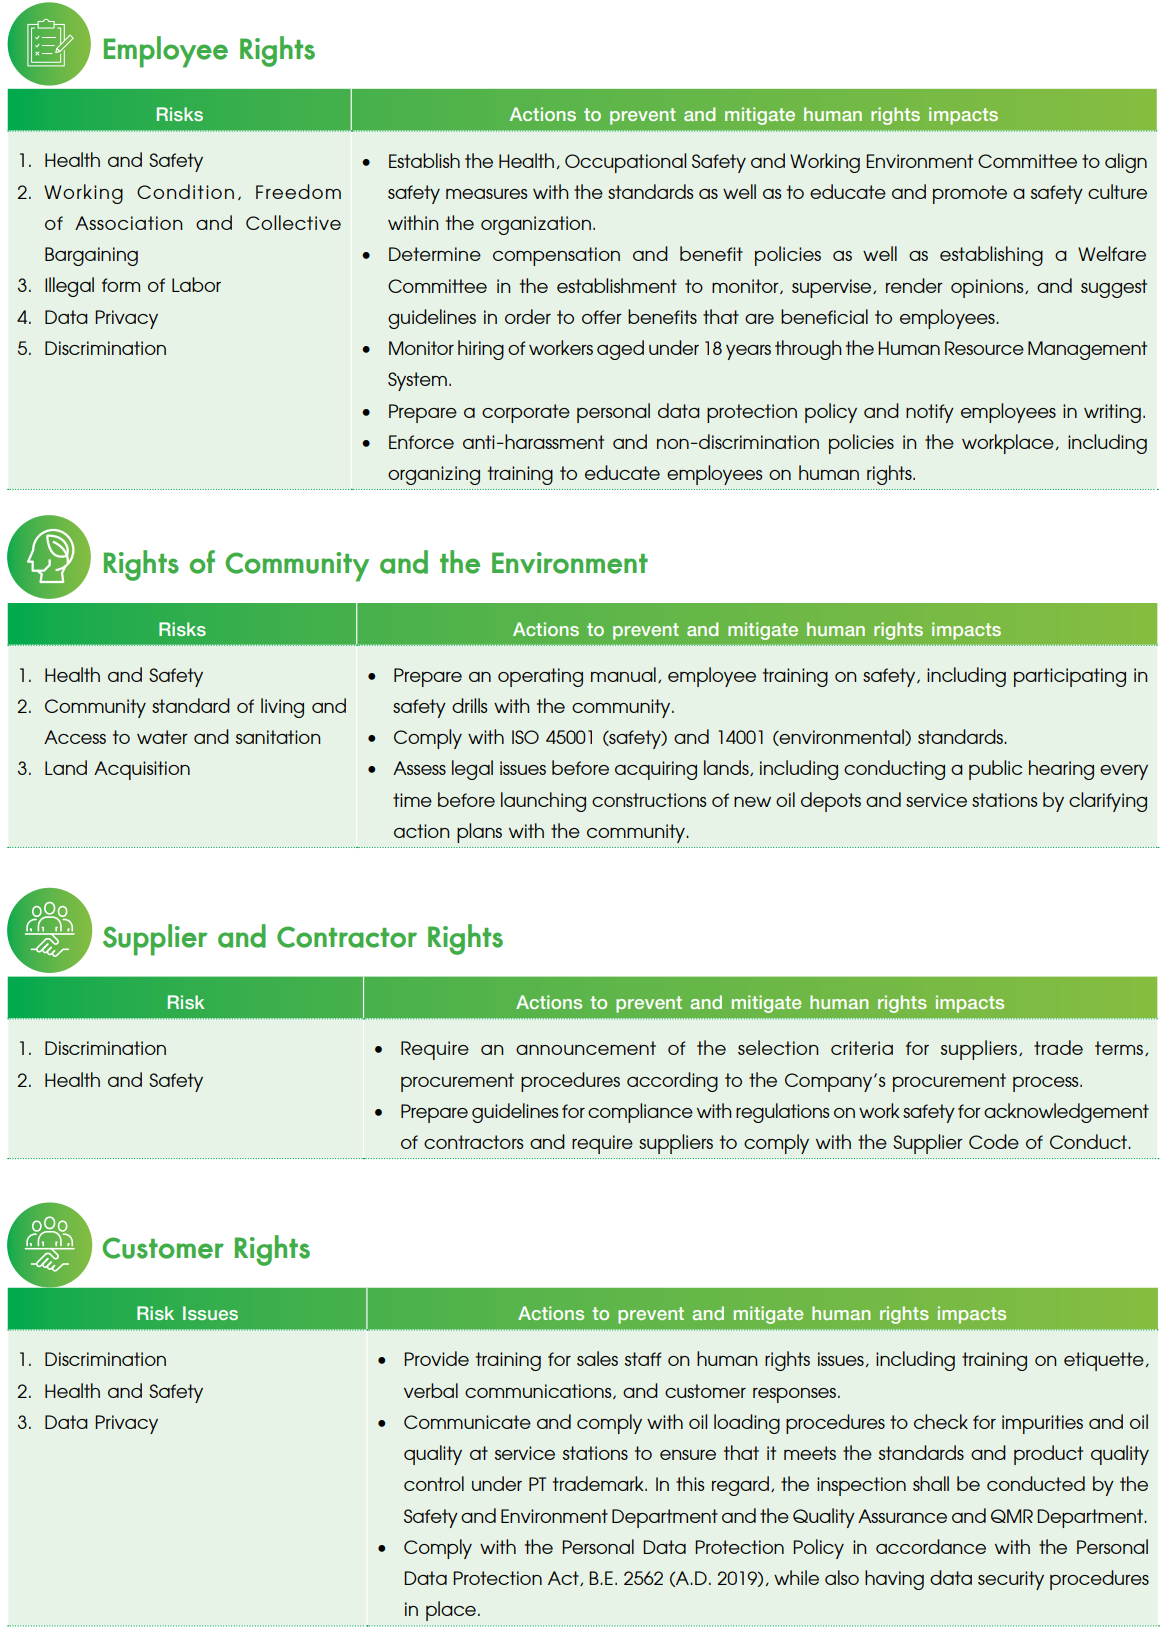 Employee Rights
Risks
Actions to prevent and mitigate human rights impacts
1. Health and Safety
2. Working Condition, Freedom
of Association and Collective
Bargaining
3. Illegal form of Labor
4. Data Privacy
5. Discrimination
• Establish the Health, Occupational Safety and Working Environment Committee to align
safety measures with the standards as well as to educate and promote a safety culture
within the organization.
• Determine compensation and benefit policies as well as establishing a Welfare
Committee in the establishment to monitor, supervise, render opinions, and suggest
guidelines in order to offer benefits that are beneficial to employees.
• Monitor hiring of workers aged under 18 years through the Human Resource Management
System.
• Prepare a corporate personal data protection policy and notify employees in writing.
• Enforce anti-harassment and non-discrimination policies in the workplace, including
organizing training to educate employees on human rights.
Rights of Community and the Environment
Risks
Actions to prevent and mitigate human rights impacts
1. Health and Safety
2. Community standard of living and
Access to water and sanitation
3. Land Acquisition
• Prepare an operating manual, employee training on safety, including participating in
safety drills with the community.
• Comply with ISO 45001 (safety) and 14001 (environmental) standards.
• Assess legal issues before acquiring lands, including conducting a public hearing every
time before launching constructions of new oil depots and service stations by clarifying
action plans with the community.
Supplier and Contractor Rights
Risk
Actions to prevent and mitigate human rights impacts
1. Discrimination
2. Health and Safety
• Require an announcement of the selection criteria for suppliers, trade terms,
procurement procedures according to the Company's procurement process.
• Prepare guidelines for compliance with regulations on work safety for acknowledgement
of contractors and require suppliers to comply with the Supplier Code of Conduct.
Customer Rights
Risk Issues
Actions to prevent and mitigate human rights impacts
1. Discrimination
2. Health and Safety
3. Data Privacy
• Provide training for sales staff on human rights issues, including training on etiquette,
verbal communications, and customer responses.
• Communicate and comply with oil loading procedures to check for impurities and oil
quality at service stations to ensure that it meets the standards and product quality
control under PT trademark. In this regard, the inspection shall be conducted by the
Safety and Environment Department and the Quality Assurance and QMR Department.
• Comply with the Personal Data Protection Policy in accordance with the Personal
Data Protection Act, B.E. 2562 (A.D. 2019), while also having data security procedures
in place.